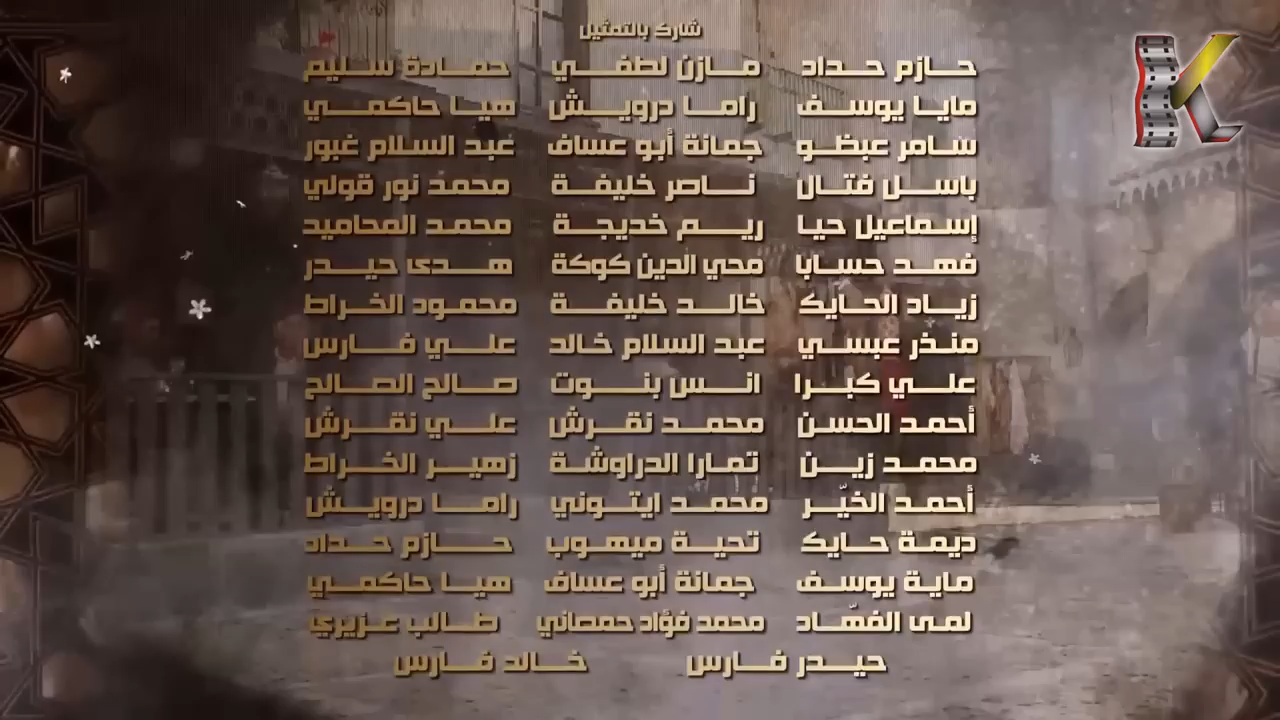 شارك بالتمثيل
حازم حداد مازن لطفي حمادة سليم
مايا يوسف راما درويش هيا حاكمي
سامر عبظو جمانة أبو عساف عبد السلام غبور
باسل فتال ناصر خليفة محمد نور قولي
إسماعيل حيا ريم خديجة محمد المحاميد
فهد حسابا محي الدين كوكة هدى حيدر
زياد الحايك خالد خليفة محمود الخراط
منذر عبسي عبد السلام خالد علي فارس
علي كبرا انس بنوت صالح الصالح
أحمد الحسن محمد نقرش علي نقرش
محمد زين تمارا الدراوشة زهير الخراط
أحمد الخيّر محمد ايتوني راما درويش
ديمة حايك تحية ميهوب حازم حداد
ماية يوسف جمانة أبو عساف هيا حاكمي
لمى الفهّاد محمد فؤاد حمصاني طالب عزيري
حيدر فارس خالد فارس
K